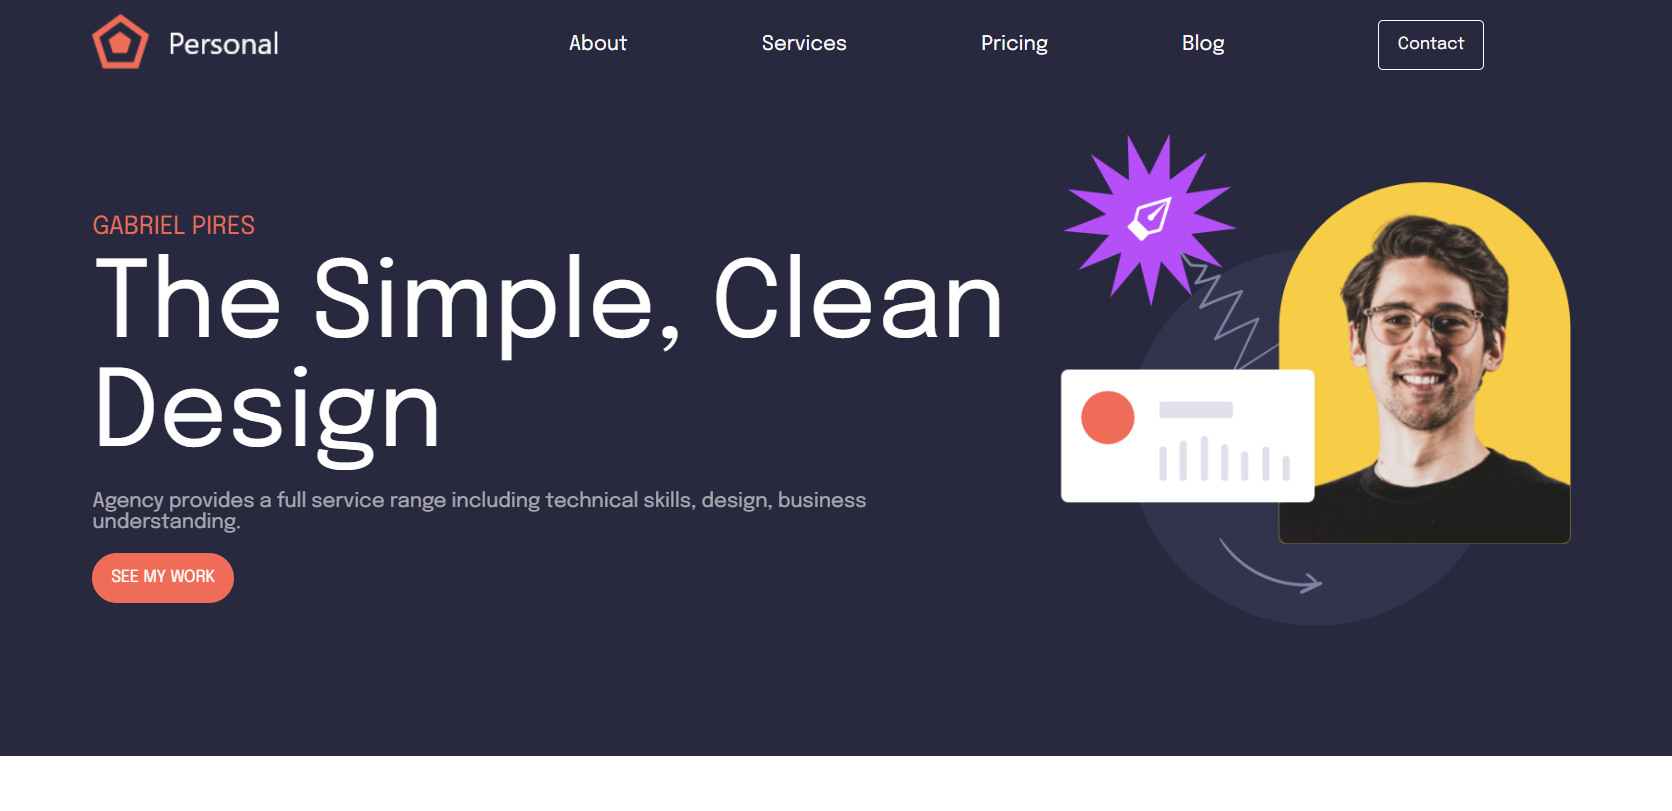 Personal
About
Services
Pricing
Blog
Contact
GABRIEL PIRES
The Simple, Clean
Design
Agency provides a full service range including technical skills, design, business
understanding.
SEE MY WORK